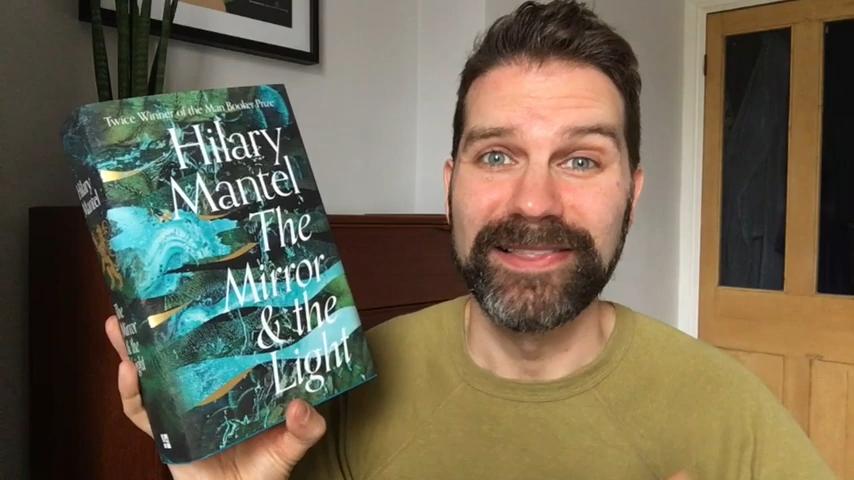 Twice Winner of the Man Booker Prize
Hilary
Mantel
The
Mirror
& the
Light
Hilary
Mantel
The
Mirror
& the
Light